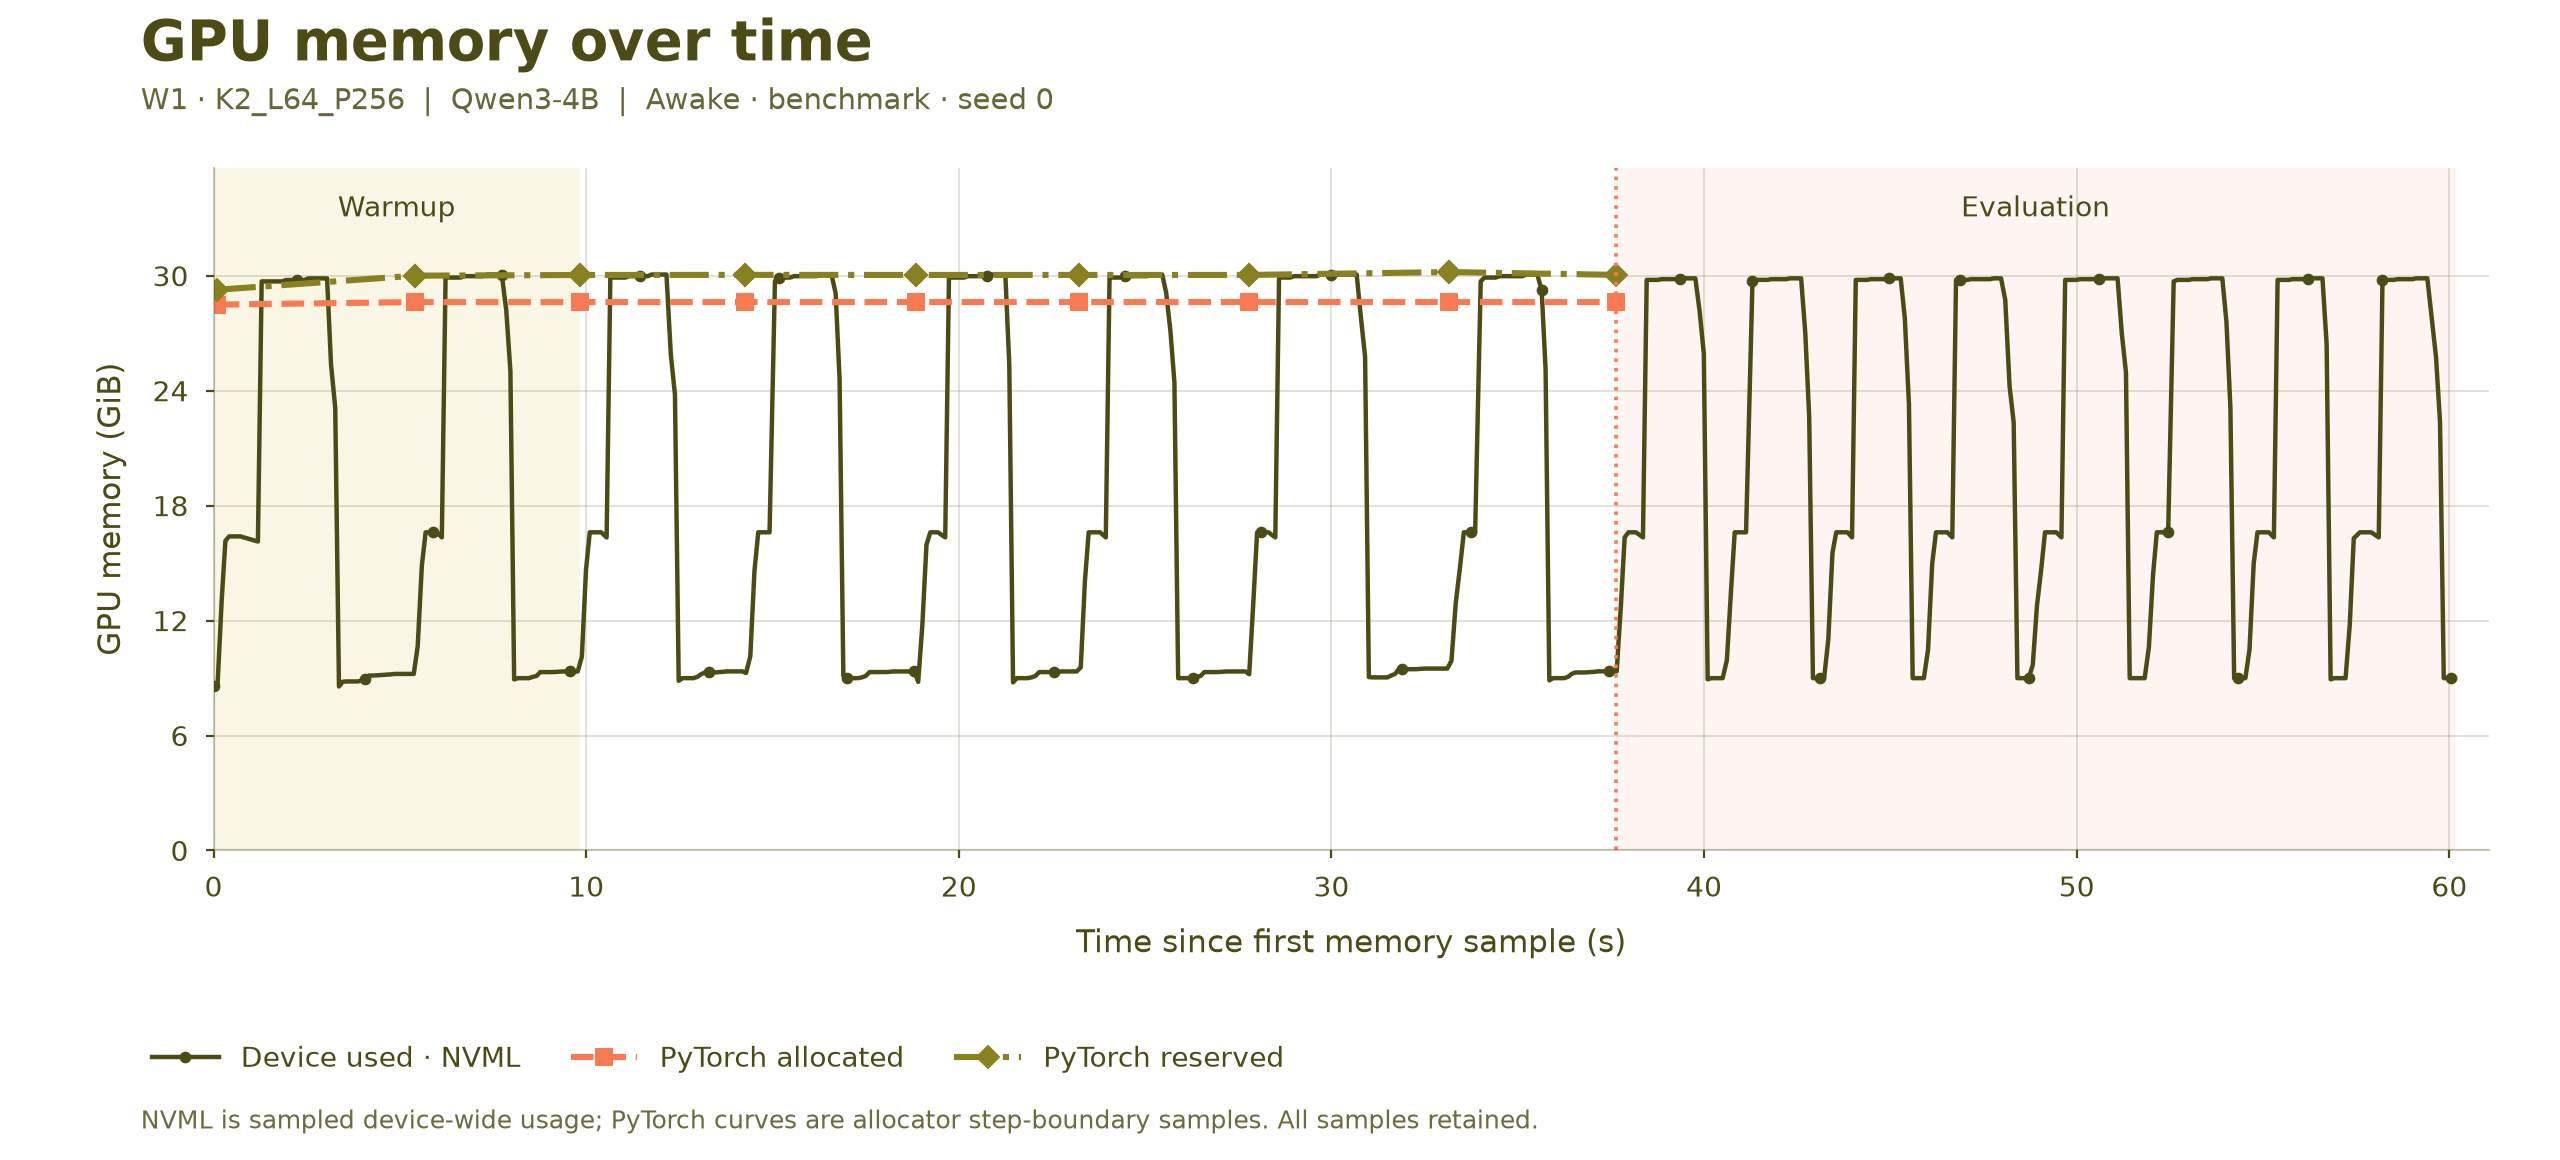 GPU memory over time
W1 · K2_L64_P256 | Qwen3-4B | Awake · benchmark · seed 0
Warmup
Evaluation
GPU memory (GiB)
30
24
18
12
6
0
0 10 20 30 40 50 60
Time since first memory sample (s)
Device used · NVML PyTorch allocated PyTorch reserved
NVML is sampled device-wide usage; PyTorch curves are allocator step-boundary samples. All samples retained.